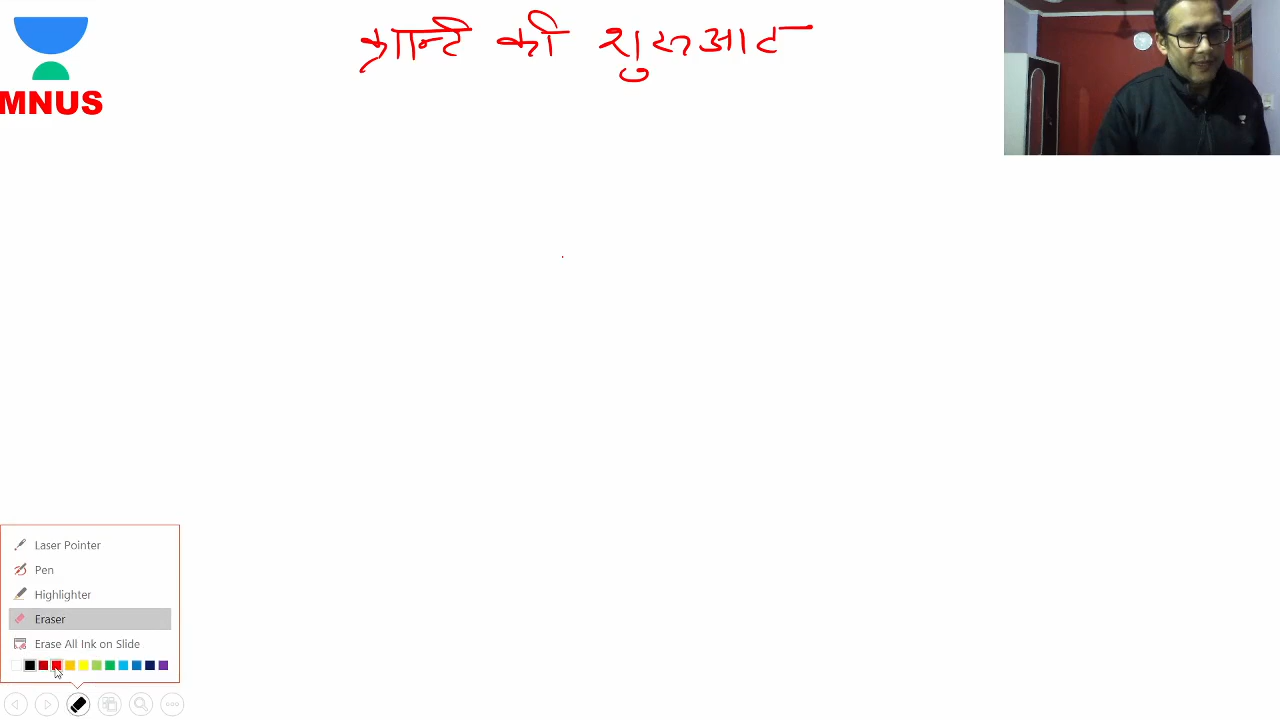 क्रान्ति की शुरुआत -
MNUS
Laser Pointer
Pen
Highlighter
Eraser
Erase All Ink on Slide